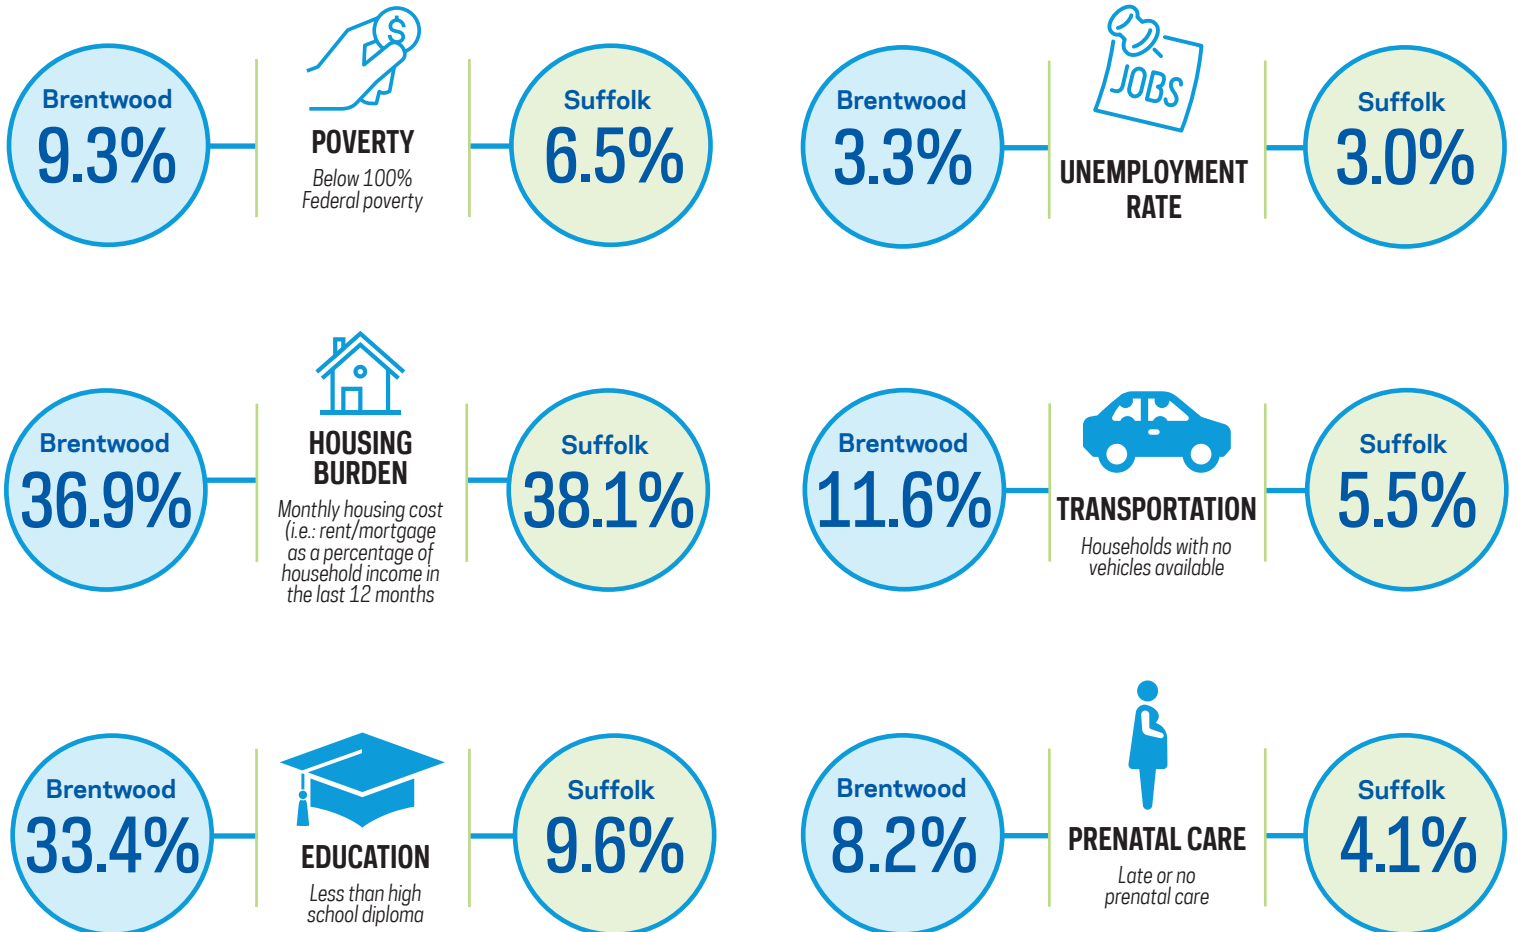 Brentwood
9.3%
$
POVERTY
Below 100%
Federal poverty
Suffolk
6.5%
Brentwood
3.3%
JOBS
UNEMPLOYMENT
RATE
Suffolk
3.0%
Brentwood
36.9%
HOUSING
BURDEN
Monthly housing cost
(i.e.: rent/mortgage
as a percentage of
household income in
the last 12 months
Suffolk
38.1%
Brentwood
11.6%
TRANSPORTATION
Households with no
vehicles available
Suffolk
5.5%
Brentwood
33.4%
EDUCATION
Less than high
school diploma
Suffolk
9.6%
Brentwood
8.2%
PRENATAL CARE
Late or no
prenatal care
Suffolk
4.1%